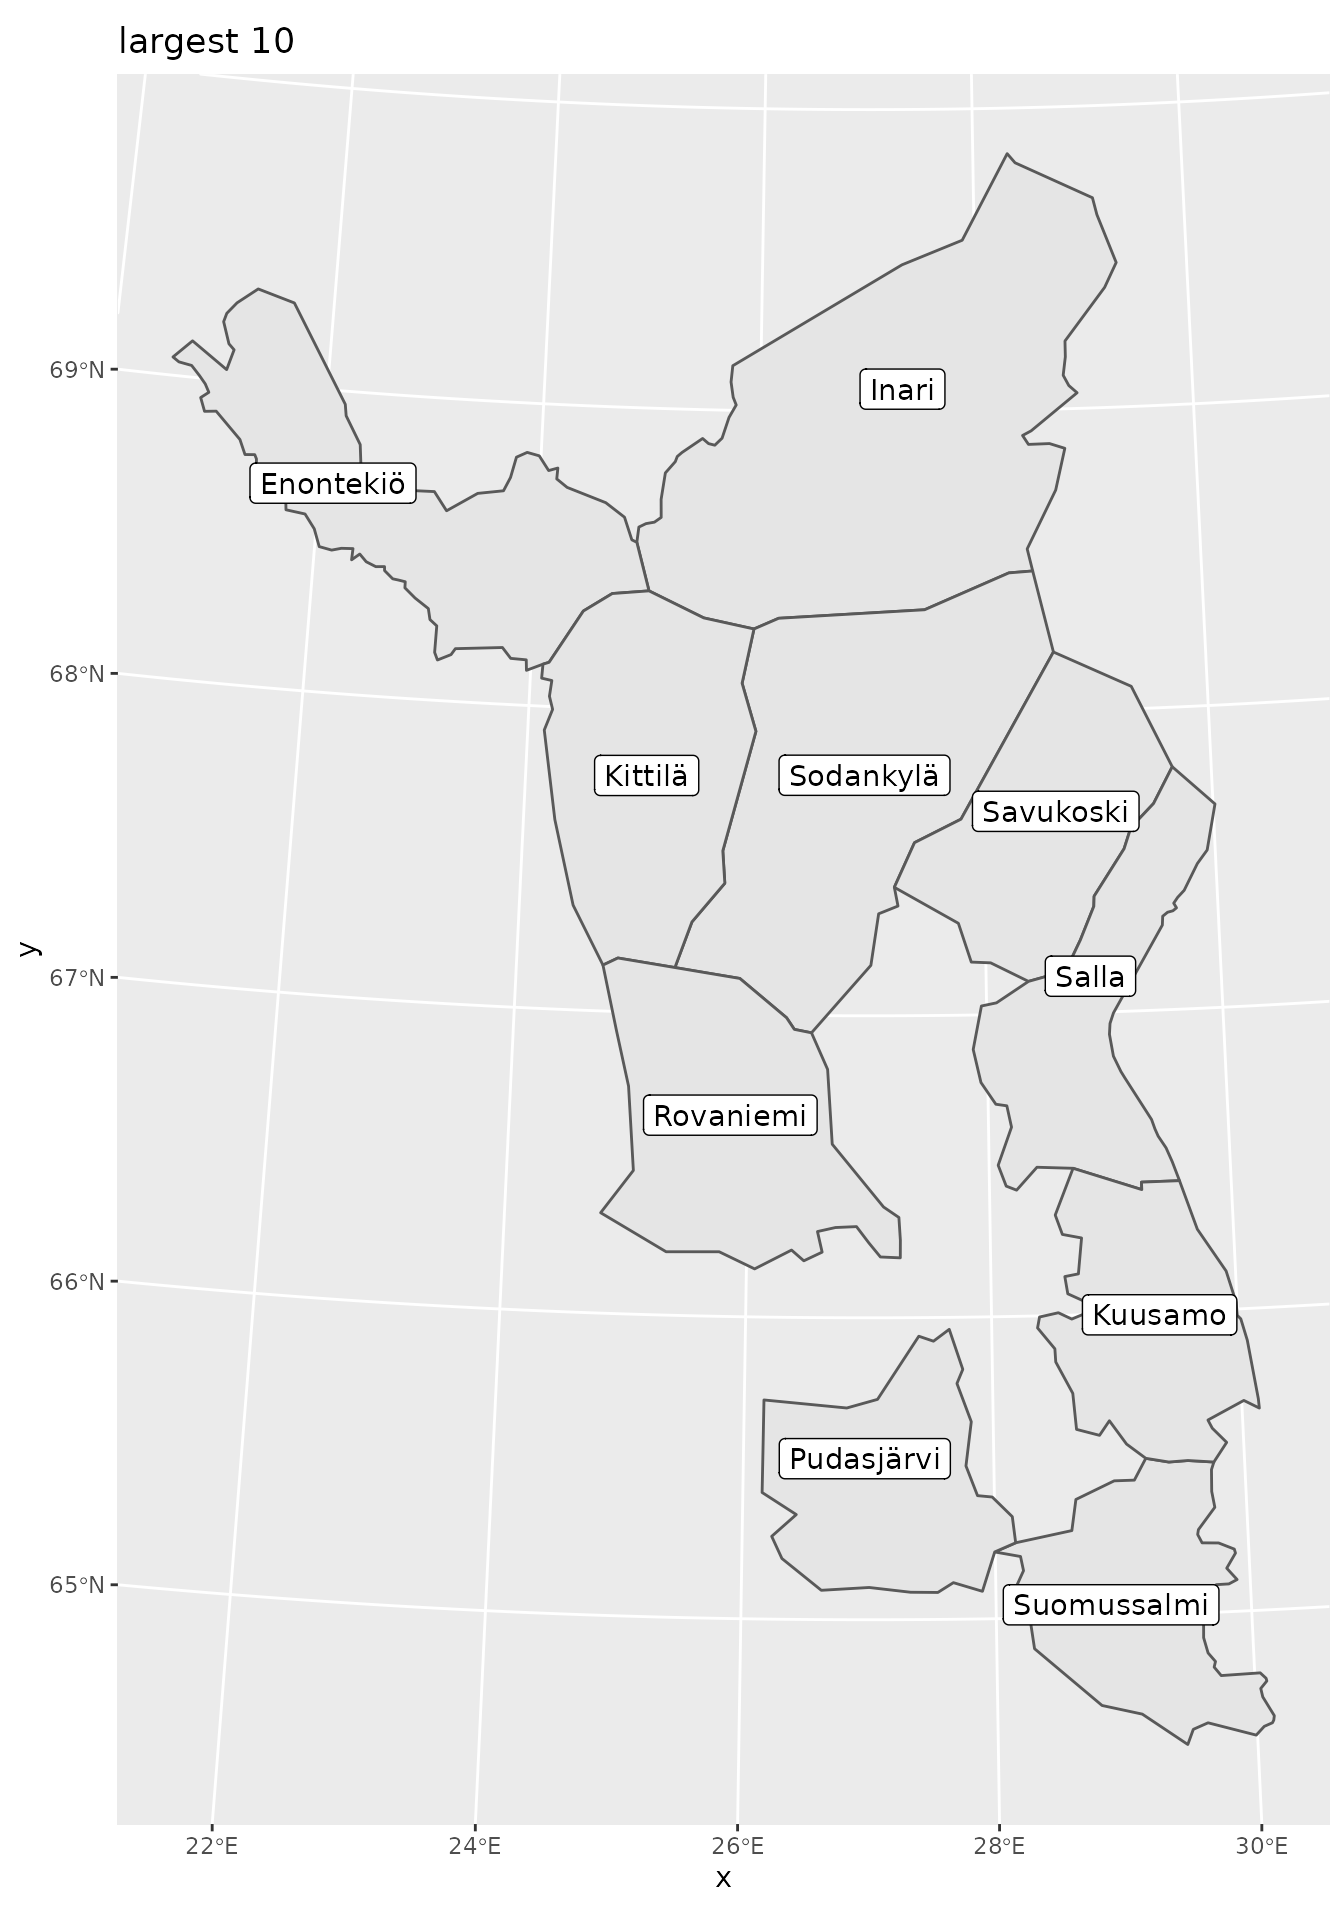 largest 10
69°N
68°N
67°N
66°N
65°N
y
Inari
Enontekiö
Kittilä
Sodankylä
Savukoski
Salla
Rovaniemi
Kuusamo
Pudasjärvi
Suomussalmi
22°E
24°E
26°E
28°E
30°E
x